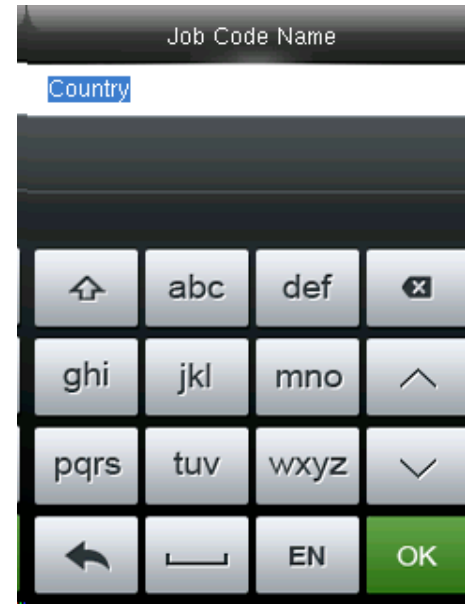 Job Code Name
Country
abc def
ghi jkl mno
pqrs tuv wxyz
EN OK